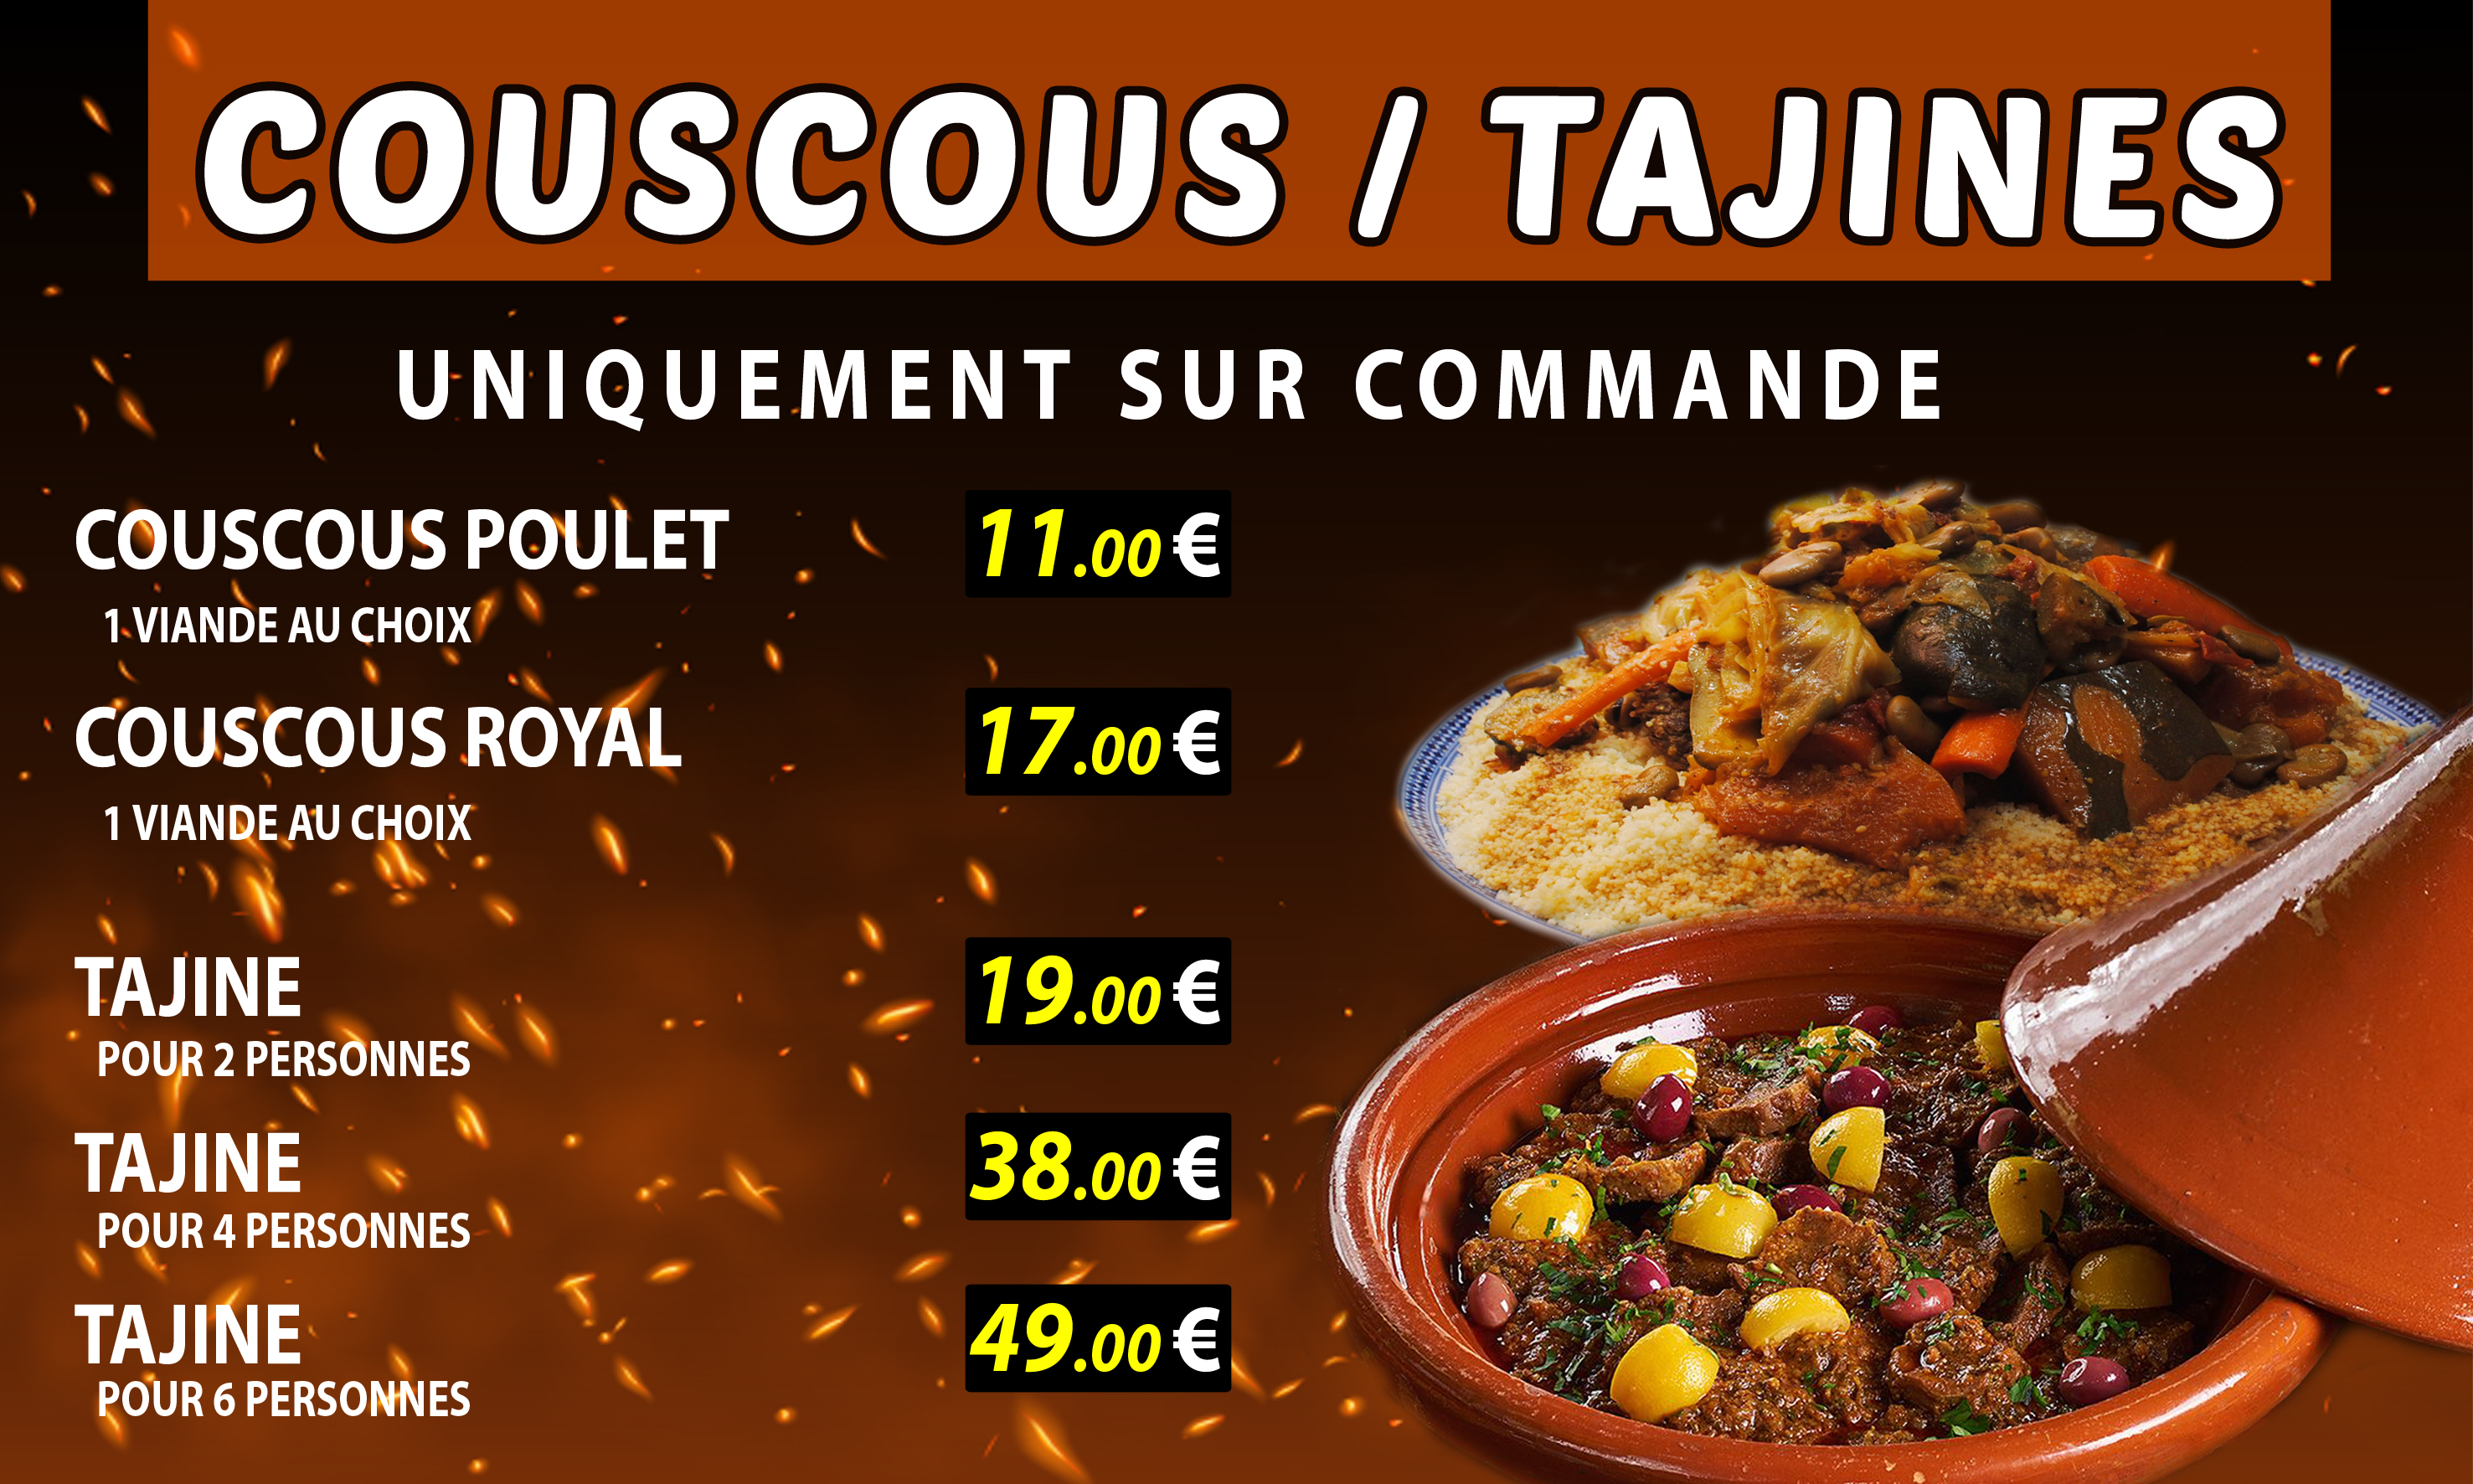 COUSCOUS / TAJINES
UNIQUEMENT SUR COMMANDE
COUSCOUS POULET 11.00 €
1 VIANDE AU CHOIX
COUSCOUS ROYAL 17.00 €
1 VIANDE AU CHOIX
TAJINE 19.00 €
POUR 2 PERSONNES
TAJINE 38.00 €
POUR 4 PERSONNES
TAJINE 49.00 €
POUR 6 PERSONNES